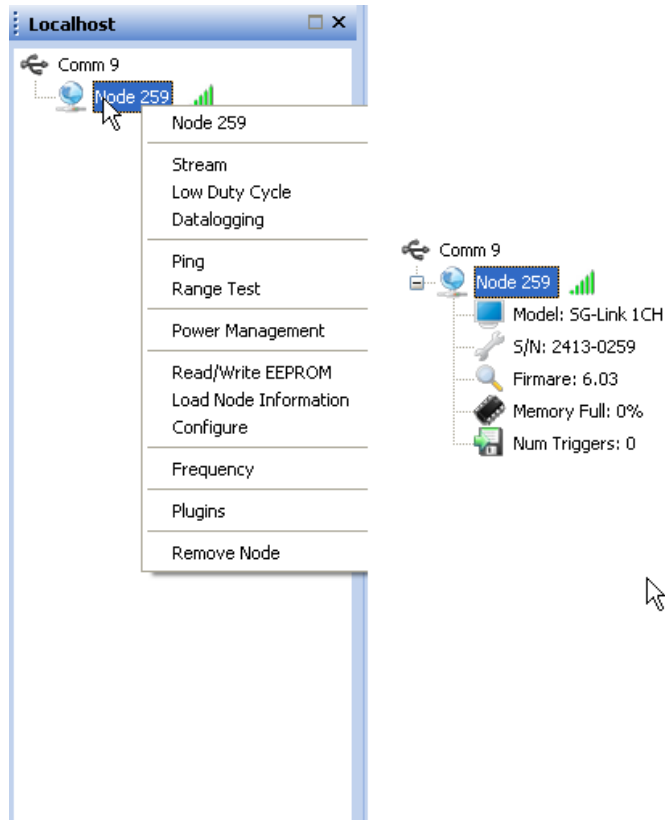 Localhost
Comm 9
Node 259
Node 259
Stream
Low Duty Cycle
Datalogging
Ping
Range Test
Power Management
Read/Write EEPROM
Load Node Information
Configure
Frequency
Plugins
Remove Node
Comm 9
Node 259
Model: SG-Link 1CH
S/N: 2413-0259
Firmare: 6.03
Memory Full: 0%
Num Triggers: 0